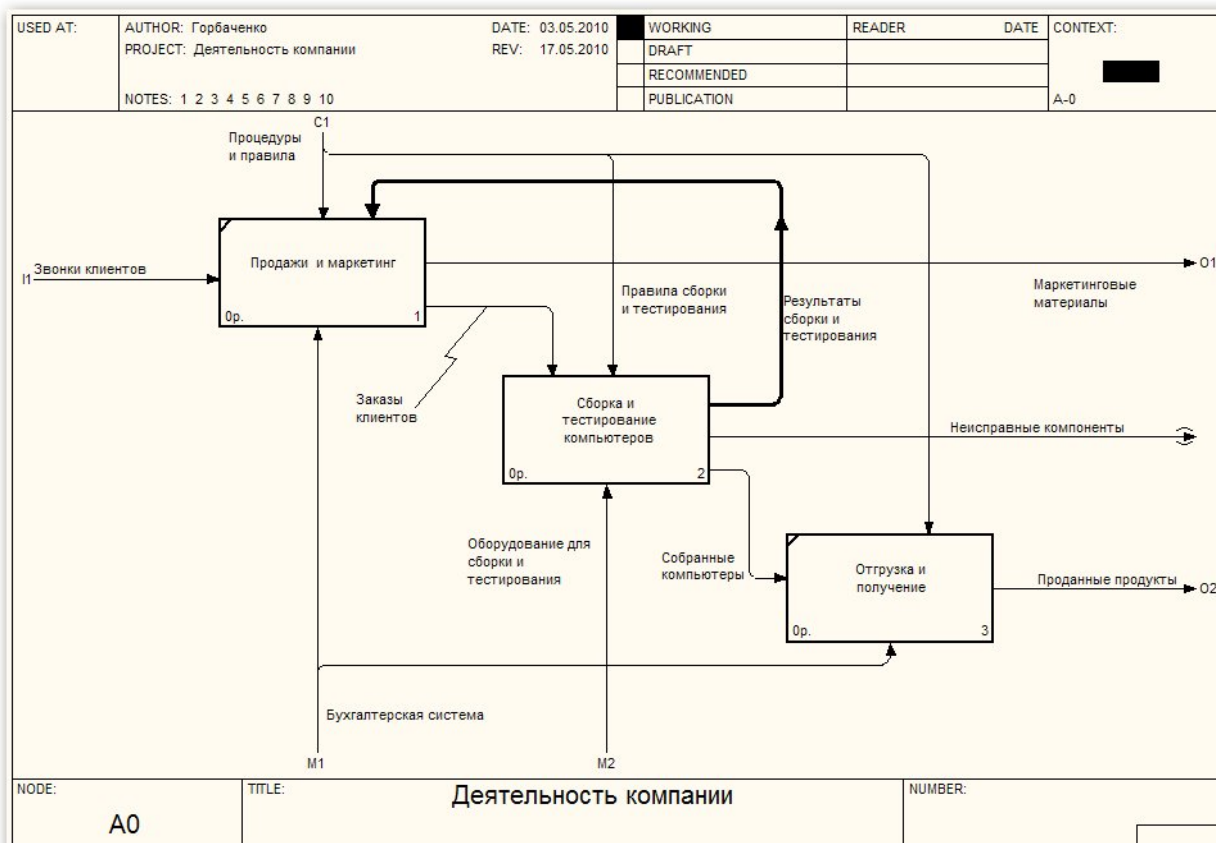 USED AT:
AUTHOR: Горбаченко
DATE: 03.05.2010
PROJECT: Деятельность компании
REV: 17.05.2010
NOTES: 1 2 3 4 5 6 7 8 9 10
WORKING
DRAFT
RECOMMENDED
PUBLICATION
READER
DATE
CONTEXT:
A-0
C1
Процедуры
и правила
I1
Звонки клиентов
Продажи и маркетинг
0р.
1
O1
Маркетинговые
материалы
Правила сборки
и тестирования
Результаты
сборки и
тестирования
Заказы
клиентов
Сборка и
тестирование
компьютеров
0р.
2
Неисправные компоненты
Оборудование для
сборки и
тестирования
Собранные
компьютеры
Отгрузка и
получение
0р.
3
Проданные продукты
O2
Бухгалтерская система
M1
M2
NODE:
A0
TITLE:
Деятельность компании
NUMBER: